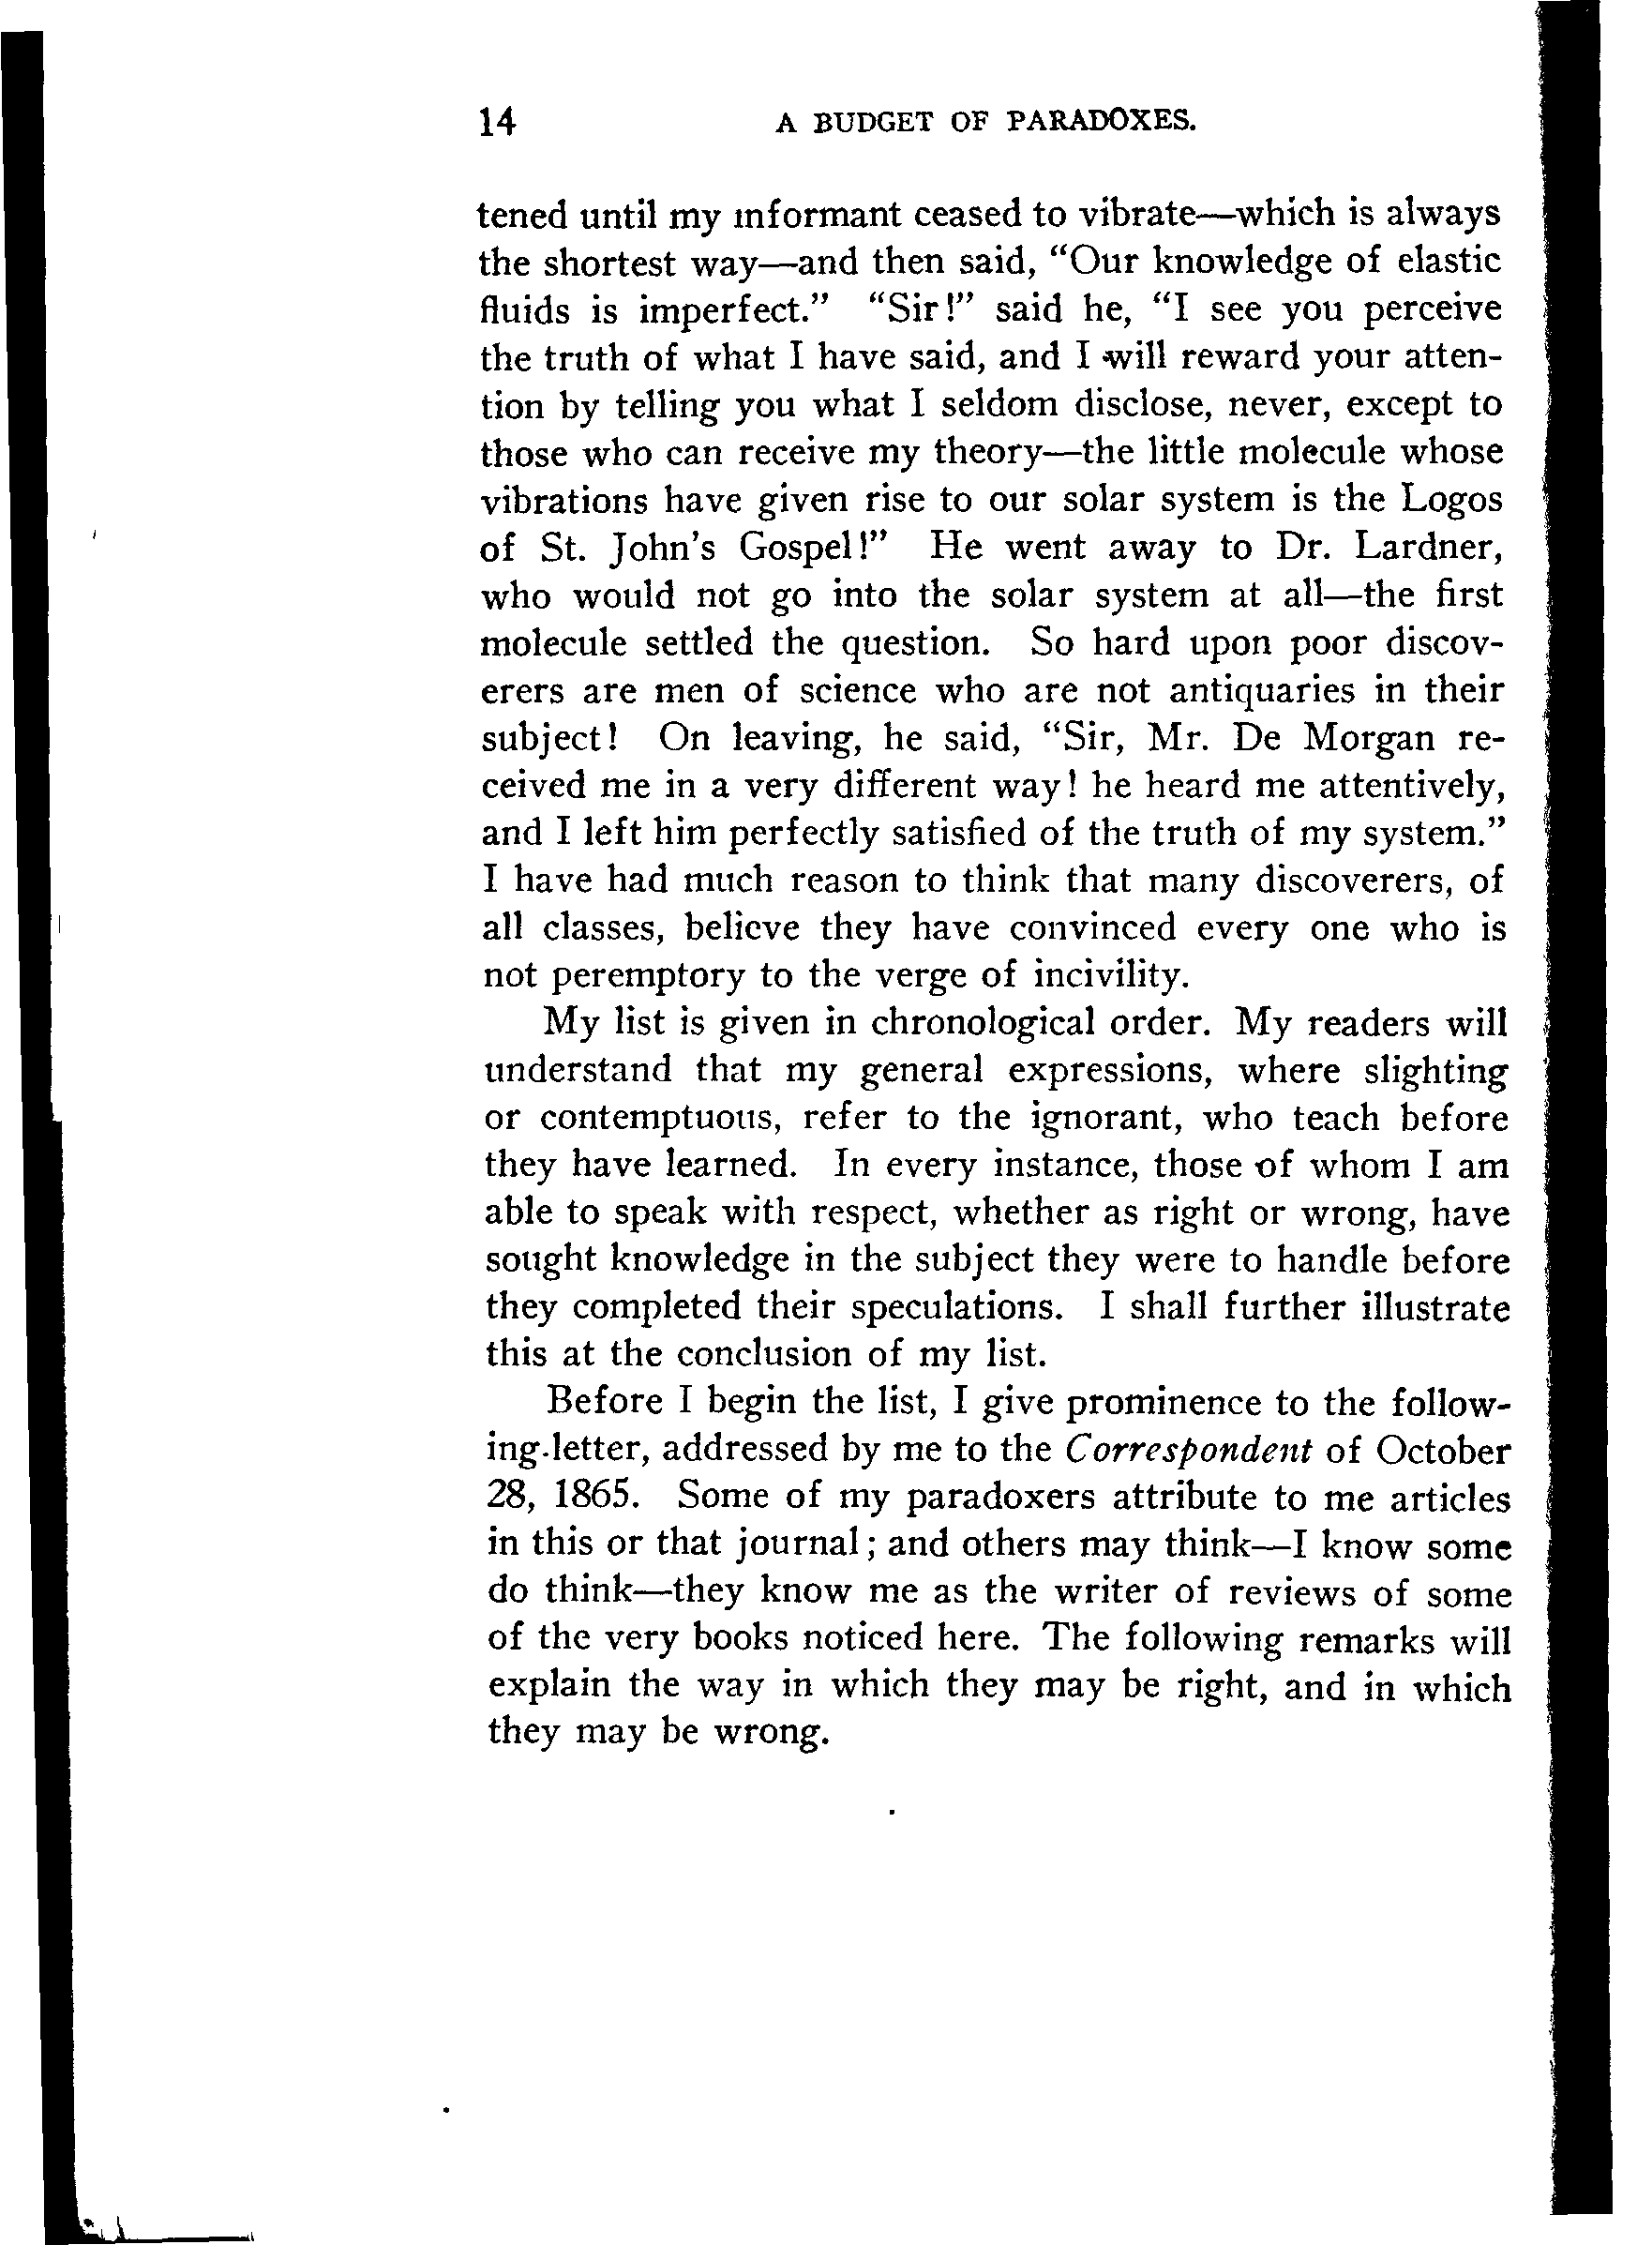 14 A BUDGET OF PARADOXES.
tened until my informant ceased to vibrate—which is always
the shortest way—and then said, “Our knowledge of elastic
fluids is imperfect.” “Sir!” said he, “I see you perceive
the truth of what I have said, and I will reward your atten-
tion by telling you what I seldom disclose, never, except to
those who can receive my theory—the little molecule whose
vibrations have given rise to our solar system is the Logos
of St. John's Gospel!” He went away to Dr. Lardner,
who would not go into the solar system at all—the first
molecule settled the question. So hard upon poor discov-
erers are men of science who are not antiquaries in their
subject! On leaving, he said, “Sir, Mr. De Morgan re-
ceived me in a very different way! he heard me attentively,
and I left him perfectly satisfied of the truth of my system.”
I have had much reason to think that many discoverers, of
all classes, believe they have convinced every one who is
not peremptory to the verge of incivility.
My list is given in chronological order. My readers will
understand that my general expressions, where slighting
or contemptuous, refer to the ignorant, who teach before
they have learned. In every instance, those of whom I am
able to speak with respect, whether as right or wrong, have
sought knowledge in the subject they were to handle before
they completed their speculations. I shall further illustrate
this at the conclusion of my list.
Before I begin the list, I give prominence to the follow-
ing letter, addressed by me to the Correspondent of October
28, 1865. Some of my paradoxers attribute to me articles
in this or that journal; and others may think—I know some
do think—they know me as the writer of reviews of some
of the very books noticed here. The following remarks will
explain the way in which they may be right, and in which
they may be wrong.